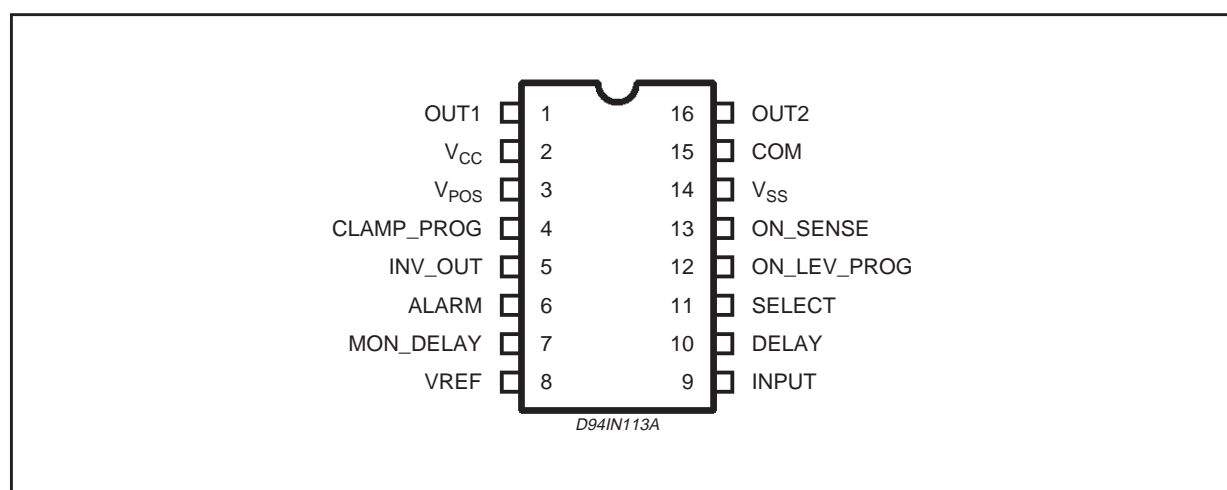 OUT1 1 16 OUT2
VCC 2 15 COM
VPOS 3 14 VSS
CLAMP_PROG 4 13 ON_SENSE
INV_OUT 5 12 ON_LEV_PROG
ALARM 6 11 SELECT
MON_DELAY 7 10 DELAY
VREF 8 9 INPUT
D94IN113A